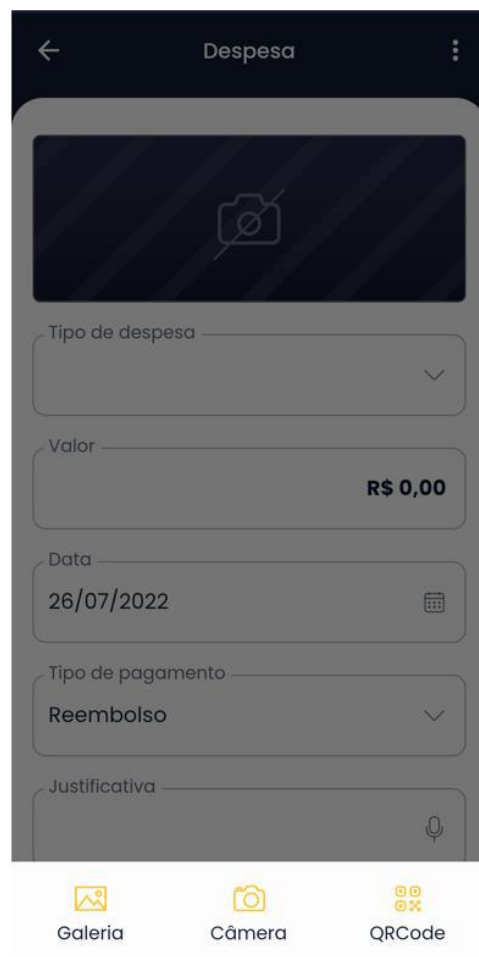 Despesa
Tipo de despesa
Valor
R$ 0,00
Data
26/07/2022
Tipo de pagamento
Reembolso
Justificativa
Galeria Câmera QRCode